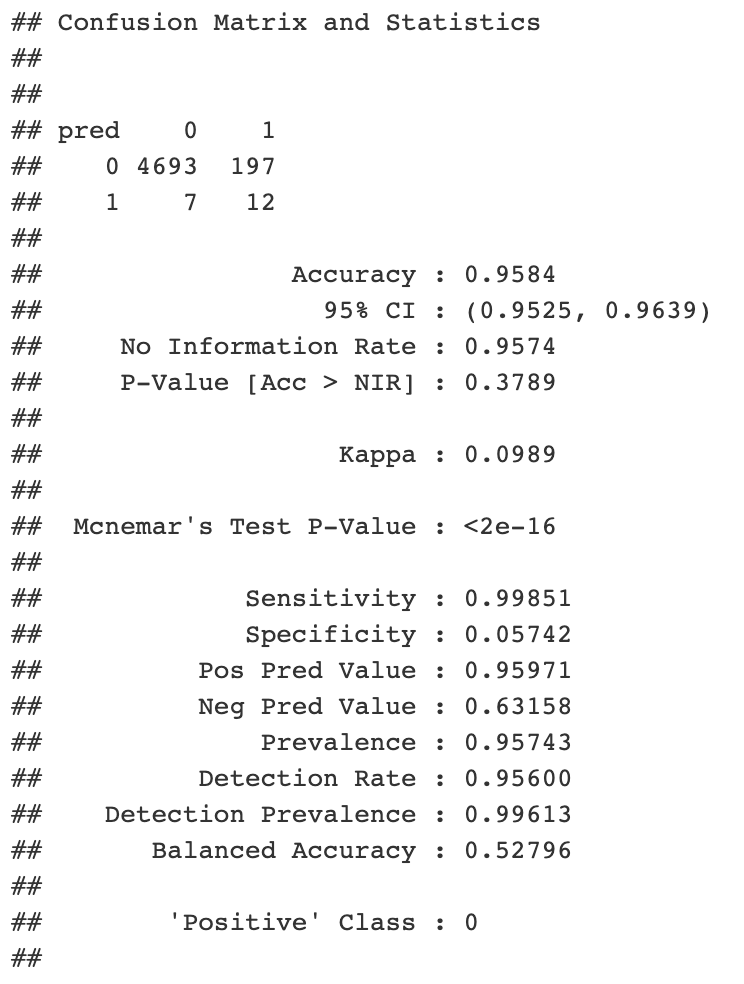 ## Confusion Matrix and Statistics
##
##
## pred    0    1
##    0 4693  197
##    1    7   12
##
##                Accuracy : 0.9584
##                  95% CI : (0.9525, 0.9639)
##     No Information Rate : 0.9574
##     P-Value [Acc > NIR] : 0.3789
##
##                   Kappa : 0.0989
##
##  Mcnemar's Test P-Value : <2e-16
##
##             Sensitivity : 0.99851
##             Specificity : 0.05742
##          Pos Pred Value : 0.95971
##          Neg Pred Value : 0.63158
##              Prevalence : 0.95743
##          Detection Rate : 0.95600
##    Detection Prevalence : 0.99613
##       Balanced Accuracy : 0.52796
##
##        'Positive' Class : 0
##